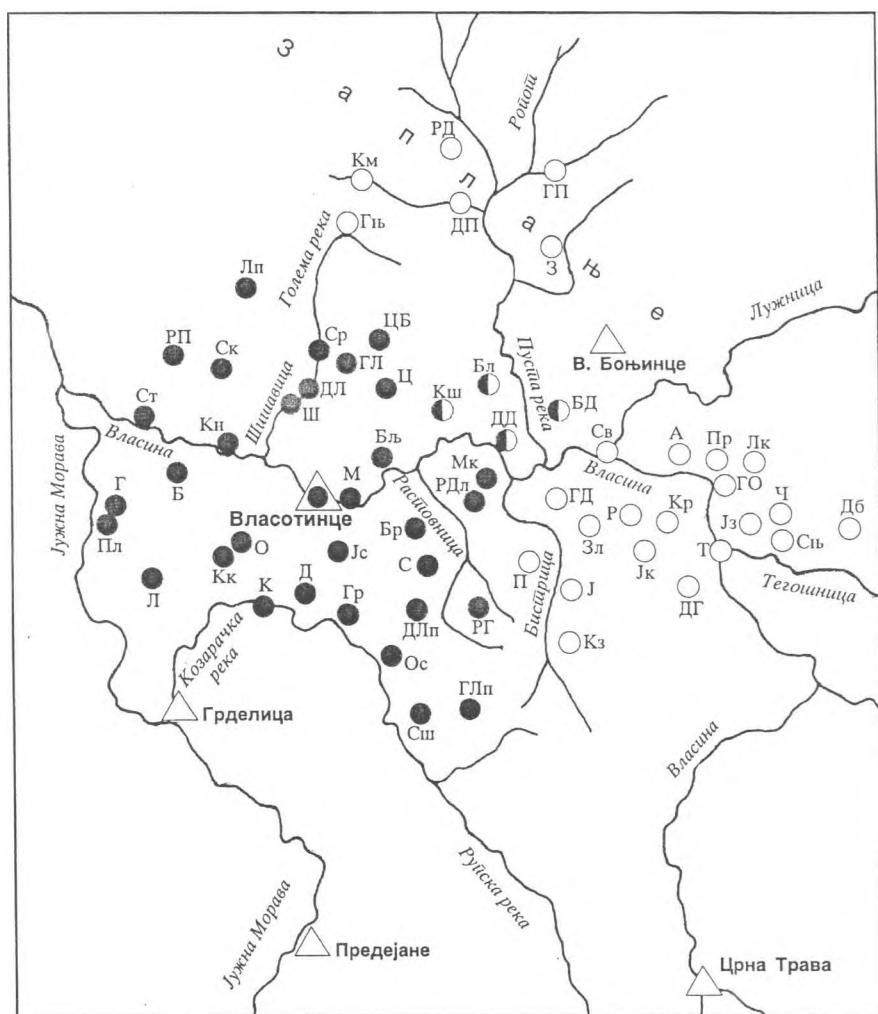 Заплање
Ројот
РД
Км
ГП
ДП
Гњ
З
Голема река
Лп
Лужница
ЦБ
РП
Ср
Ск
ГЛ
Пуста река
В. Боњинце
Бл
ДЛ
Ц
Кш
БД
Ш
Ст
Шишавица
ДД
Кн
Св
А
Пр
Лк
Јужна Морава
Власина
Бљ
Мк
Власина
ГО
Б
М
РДл
ГД
Г
Власотинце
Растовница
Р
Кр
Ч
Јз
Дб
Пл
О
Бр
Зл
Сњ
Јс
Т
Кк
С
П
Јк
Бистрица
Тегошница
Л
К
Д
Гр
Ј
ДГ
ДЛп
РГ
Козарачка река
Ос
Кз
ГЛп
Грделица
Сш
Власина
Рупска река
Јужна Морава
Предејане
Црна Трава